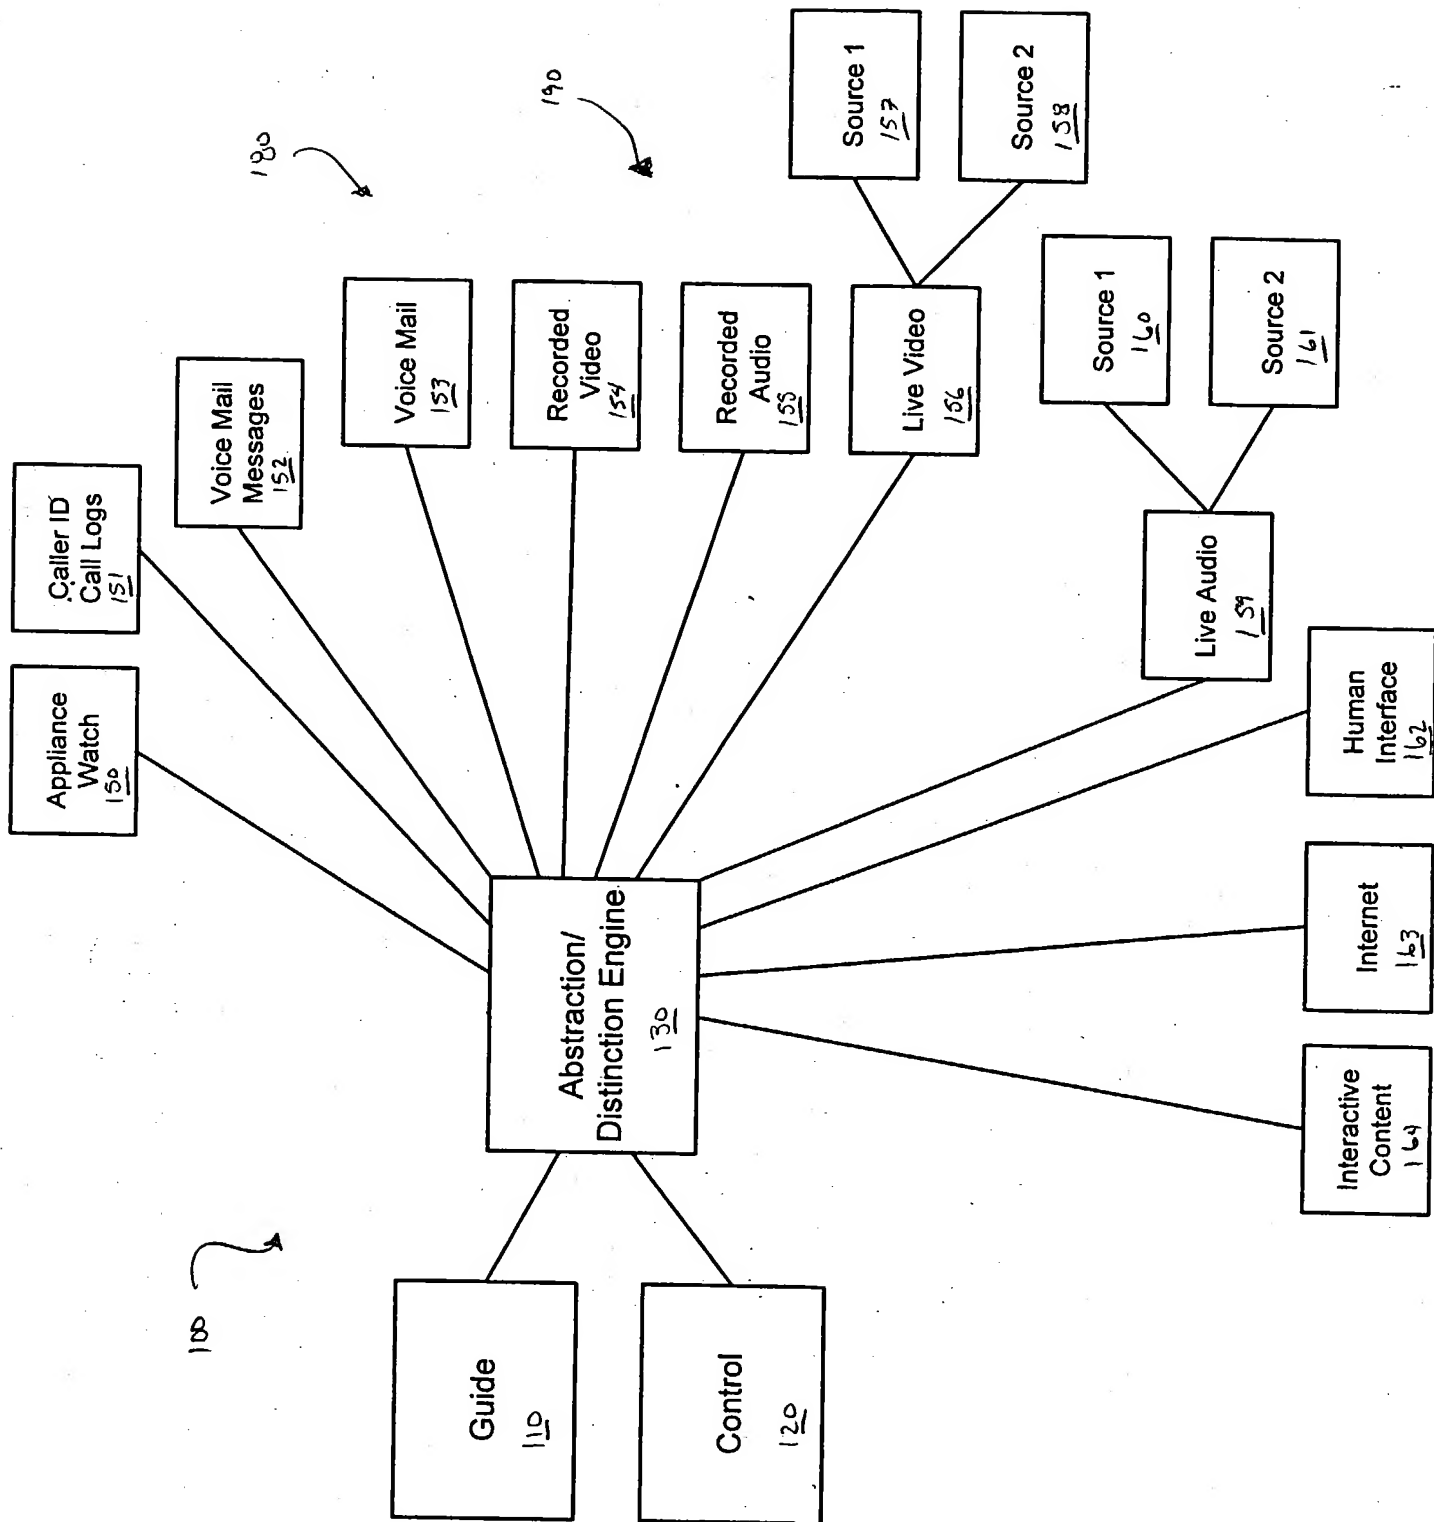 100
180
190
Guide
110
Control
120
Abstraction/
Distinction Engine
130
Appliance
Watch
150
Caller ID
Call Logs
151
Voice Mail
Messages
152
Voice Mail
153
Recorded
Video
154
Recorded
Audio
155
Live Video
156
Source 1
157
Source 2
158
Live Audio
159
Source 1
160
Source 2
161
Human
Interface
162
Internet
163
Interactive
Content
164